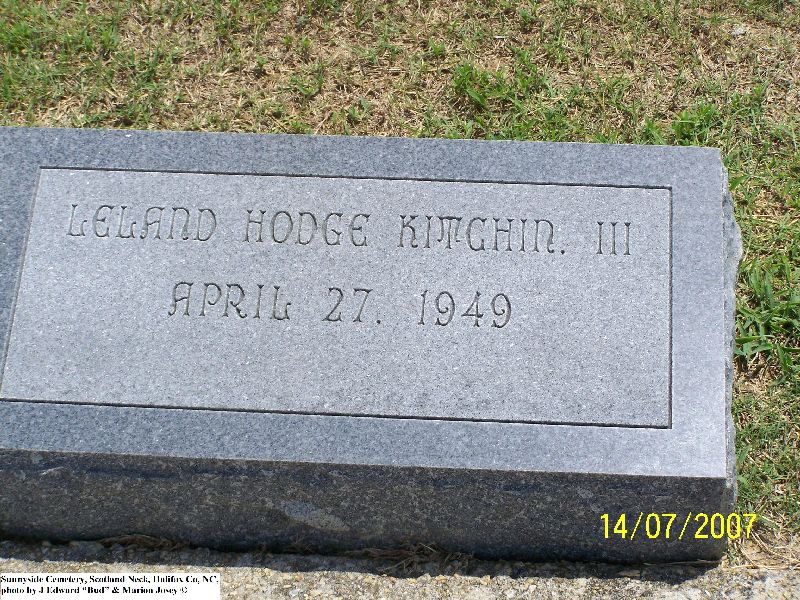 LELAND HODGE KITCHIN, III
APRIL 27, 1949
14/07/2007
Sunnyside Cemetery, Scotland Neck, Halifax Co, NC.
photo by J Edward "Bud" & Marion Josey ©